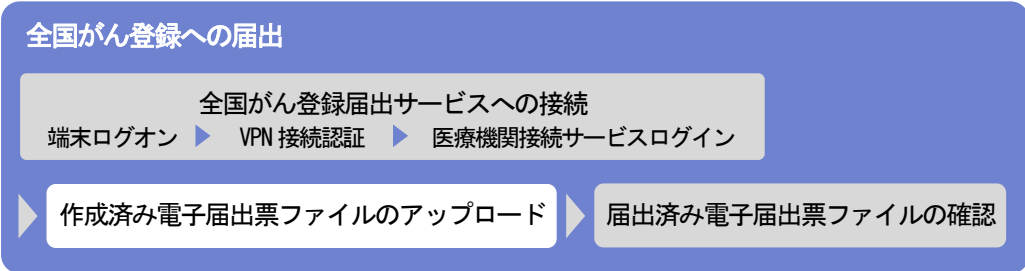 全国がん登録への届出
全国がん登録届出サービスへの接続
端末ログオン VPN 接続認証 医療機関接続サービスログイン
作成済み電子届出票ファイルのアップロード 届出済み電子届出票ファイルの確認